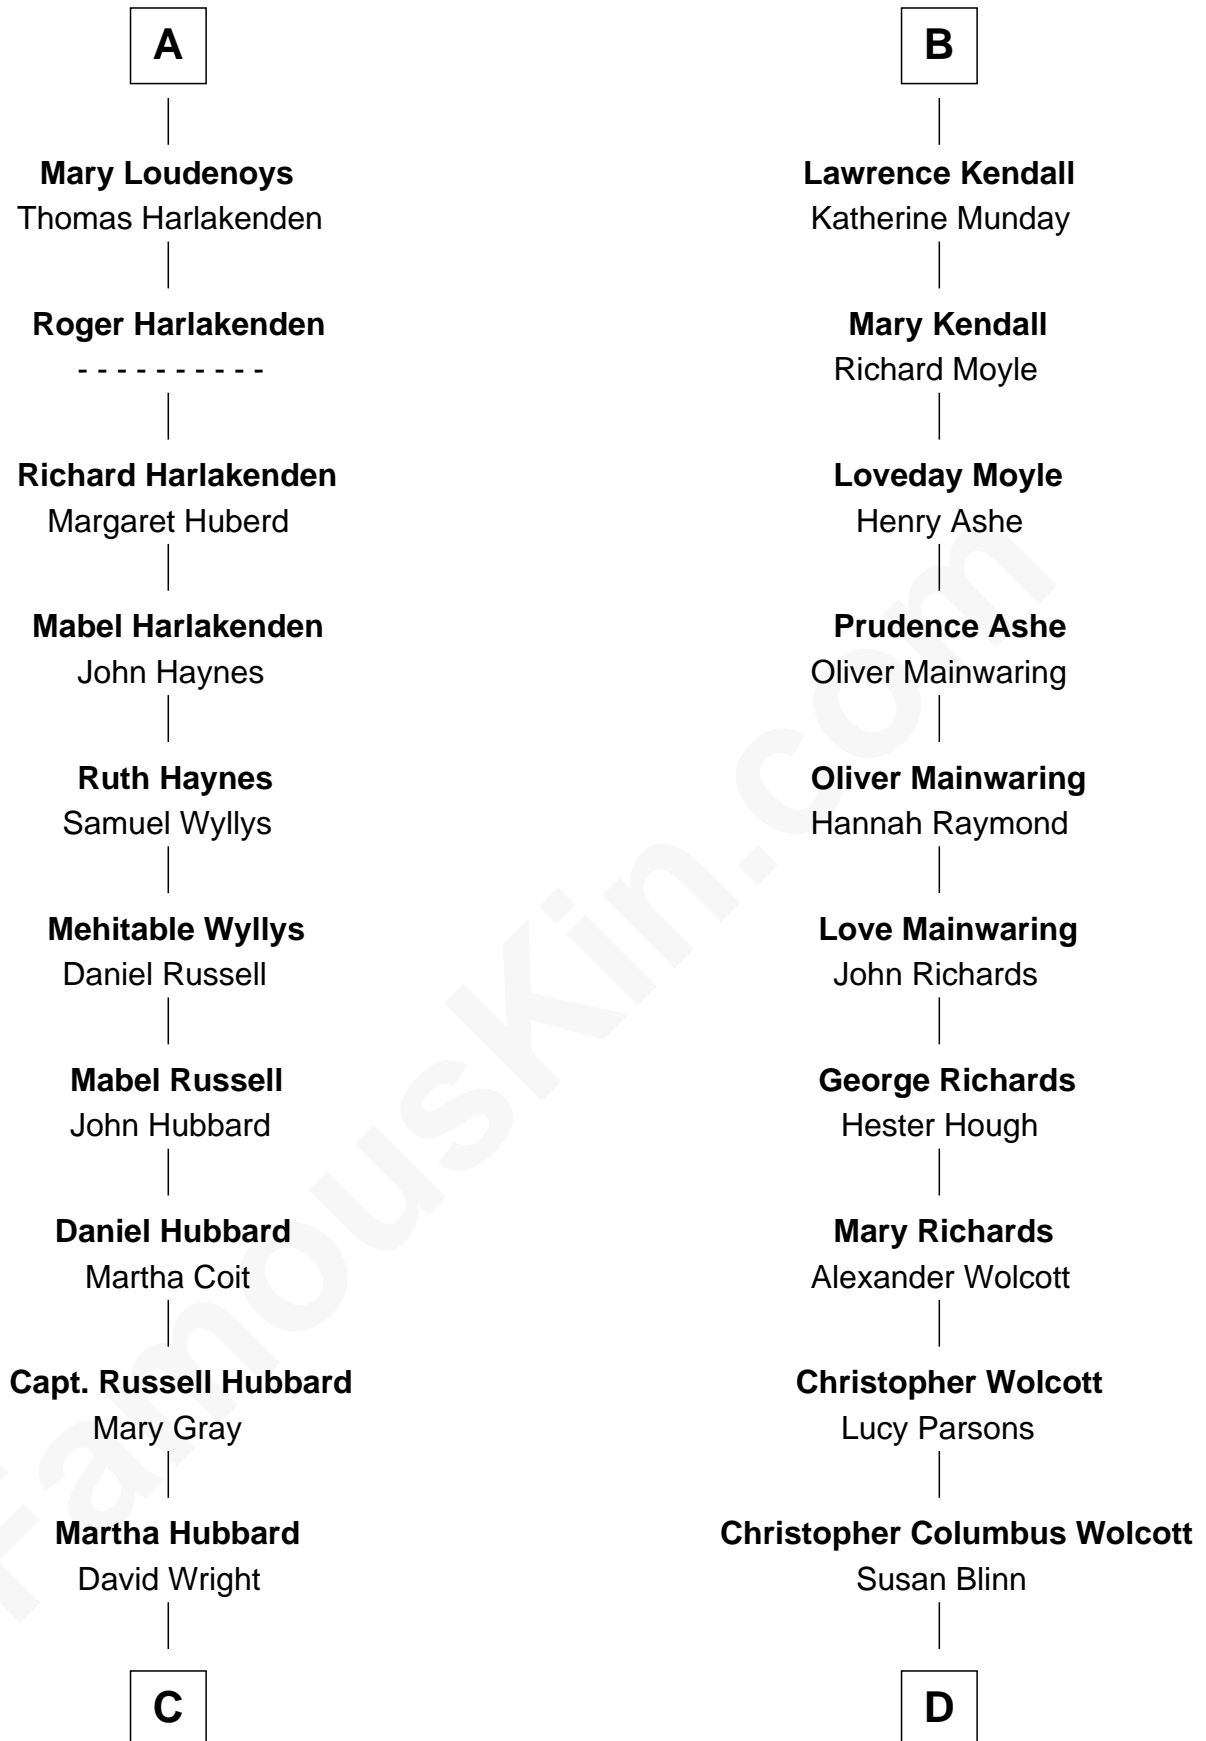 A
Mary Loudenoys
Thomas Harlakenden
Roger Harlakenden
- - - - - - - - - -
Richard Harlakenden
Margaret Huberd
Mabel Harlakenden
John Haynes
Ruth Haynes
Samuel Wyllys
Mehitable Wyllys
Daniel Russell
Mabel Russell
John Hubbard
Daniel Hubbard
Martha Coit
Capt. Russell Hubbard
Mary Gray
Martha Hubbard
David Wright
C
B
Lawrence Kendall
Katherine Munday
Mary Kendall
Richard Moyle
Loveday Moyle
Henry Ashe
Prudence Ashe
Oliver Mainwaring
Oliver Mainwaring
Hannah Raymond
Love Mainwaring
John Richards
George Richards
Hester Hough
Mary Richards
Alexander Wolcott
Christopher Wolcott
Lucy Parsons
Christopher Columbus Wolcott
Susan Blinn
D
FamousKin.com